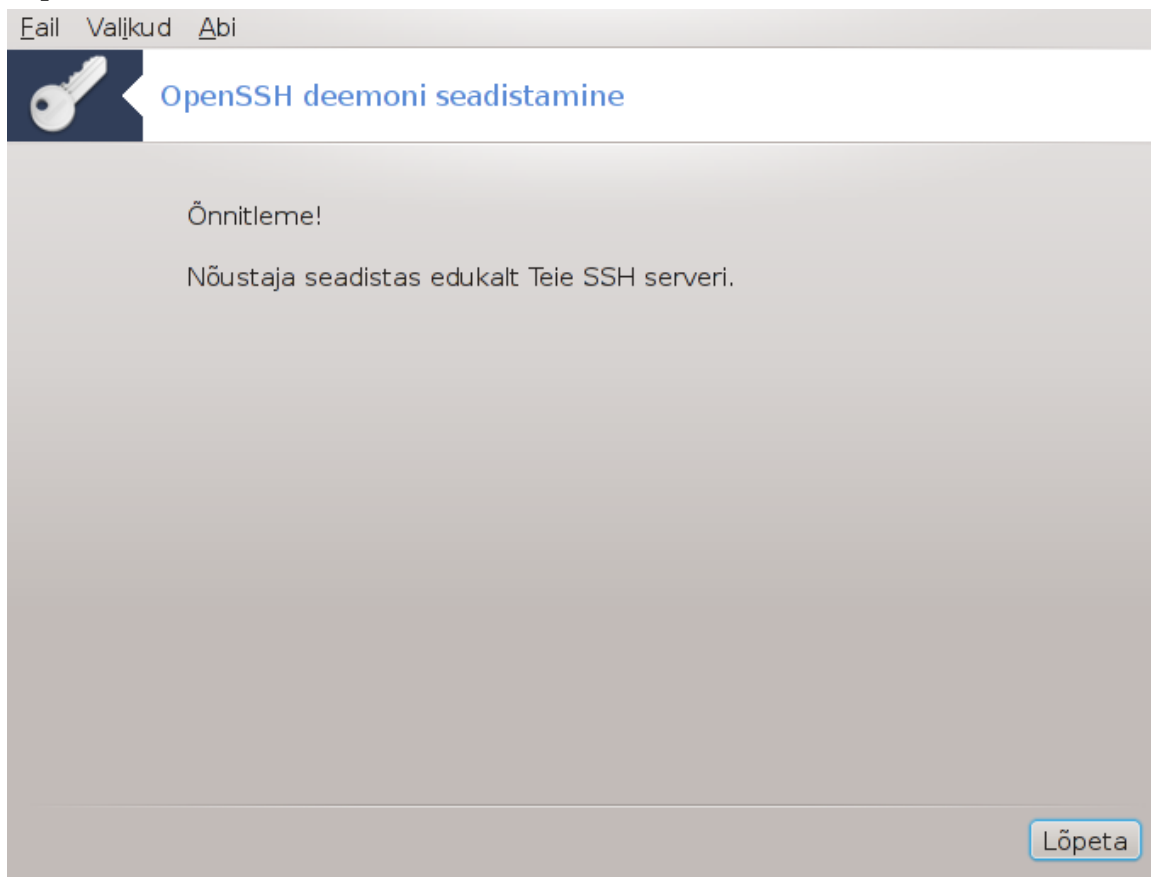 Fail Valikud Abi
OpenSSH deemoni seadistamine
Õnnitleme!
Nõustaja seadistas edukalt Teie SSH serveri.
Lõpeta